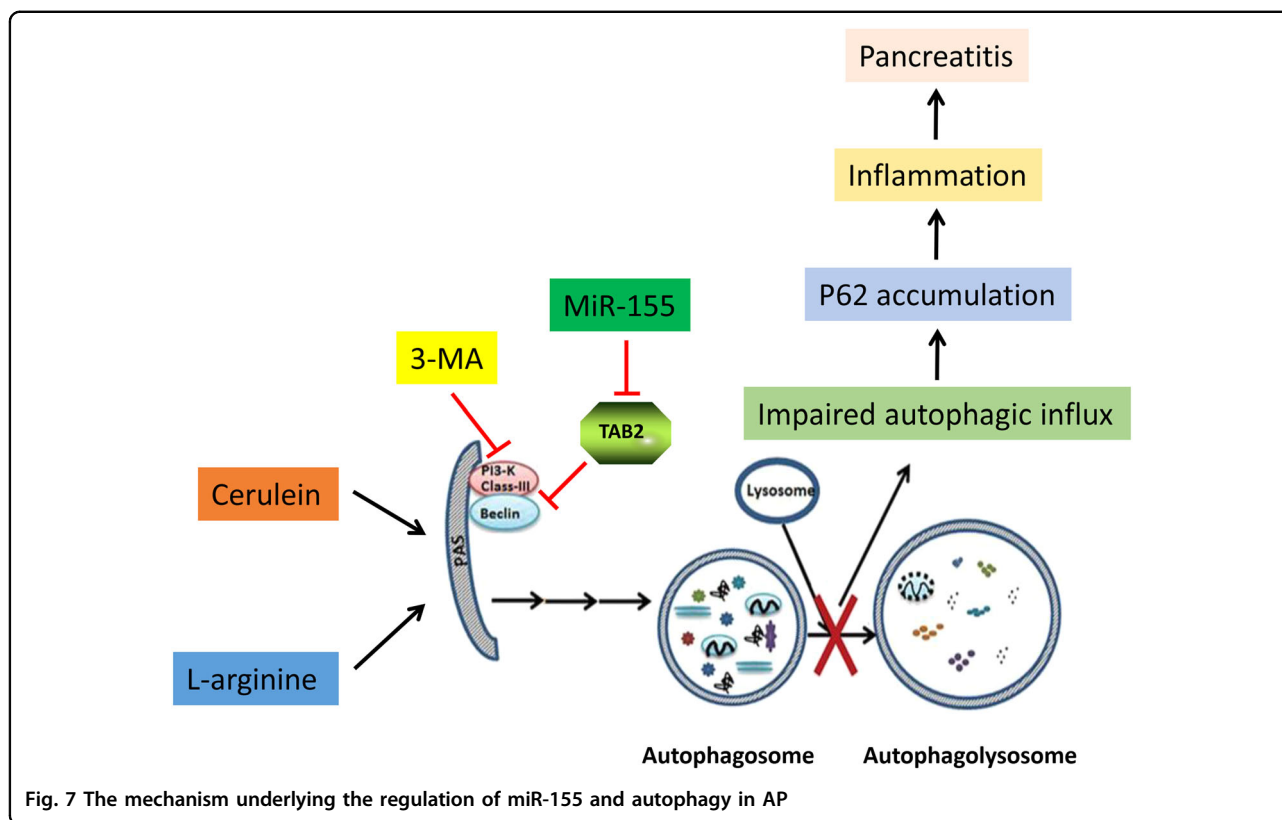 Pancreatitis
Inflammation
P62 accumulation
Impaired autophagic influx
MiR-155
3-MA
TAB2
PI3-K
Class-III
Beclin
PAS
Cerulein
L-arginine
Lysosome
Autophagosome
Autophagolysosome
Fig. 7 The mechanism underlying the regulation of miR-155 and autophagy in AP